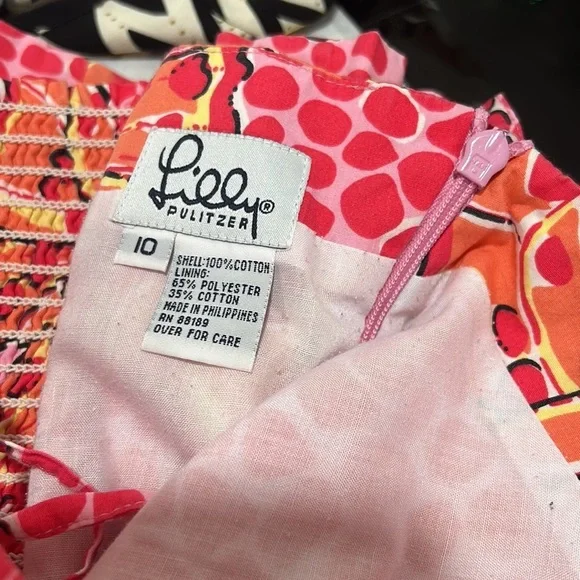 Lilly®
PULITZER
10
SHELL:100%COTTON
LINING:
65% POLYESTER
35% COTTON
MADE IN PHILIPPINES
RN 88189
OVER FOR CARE